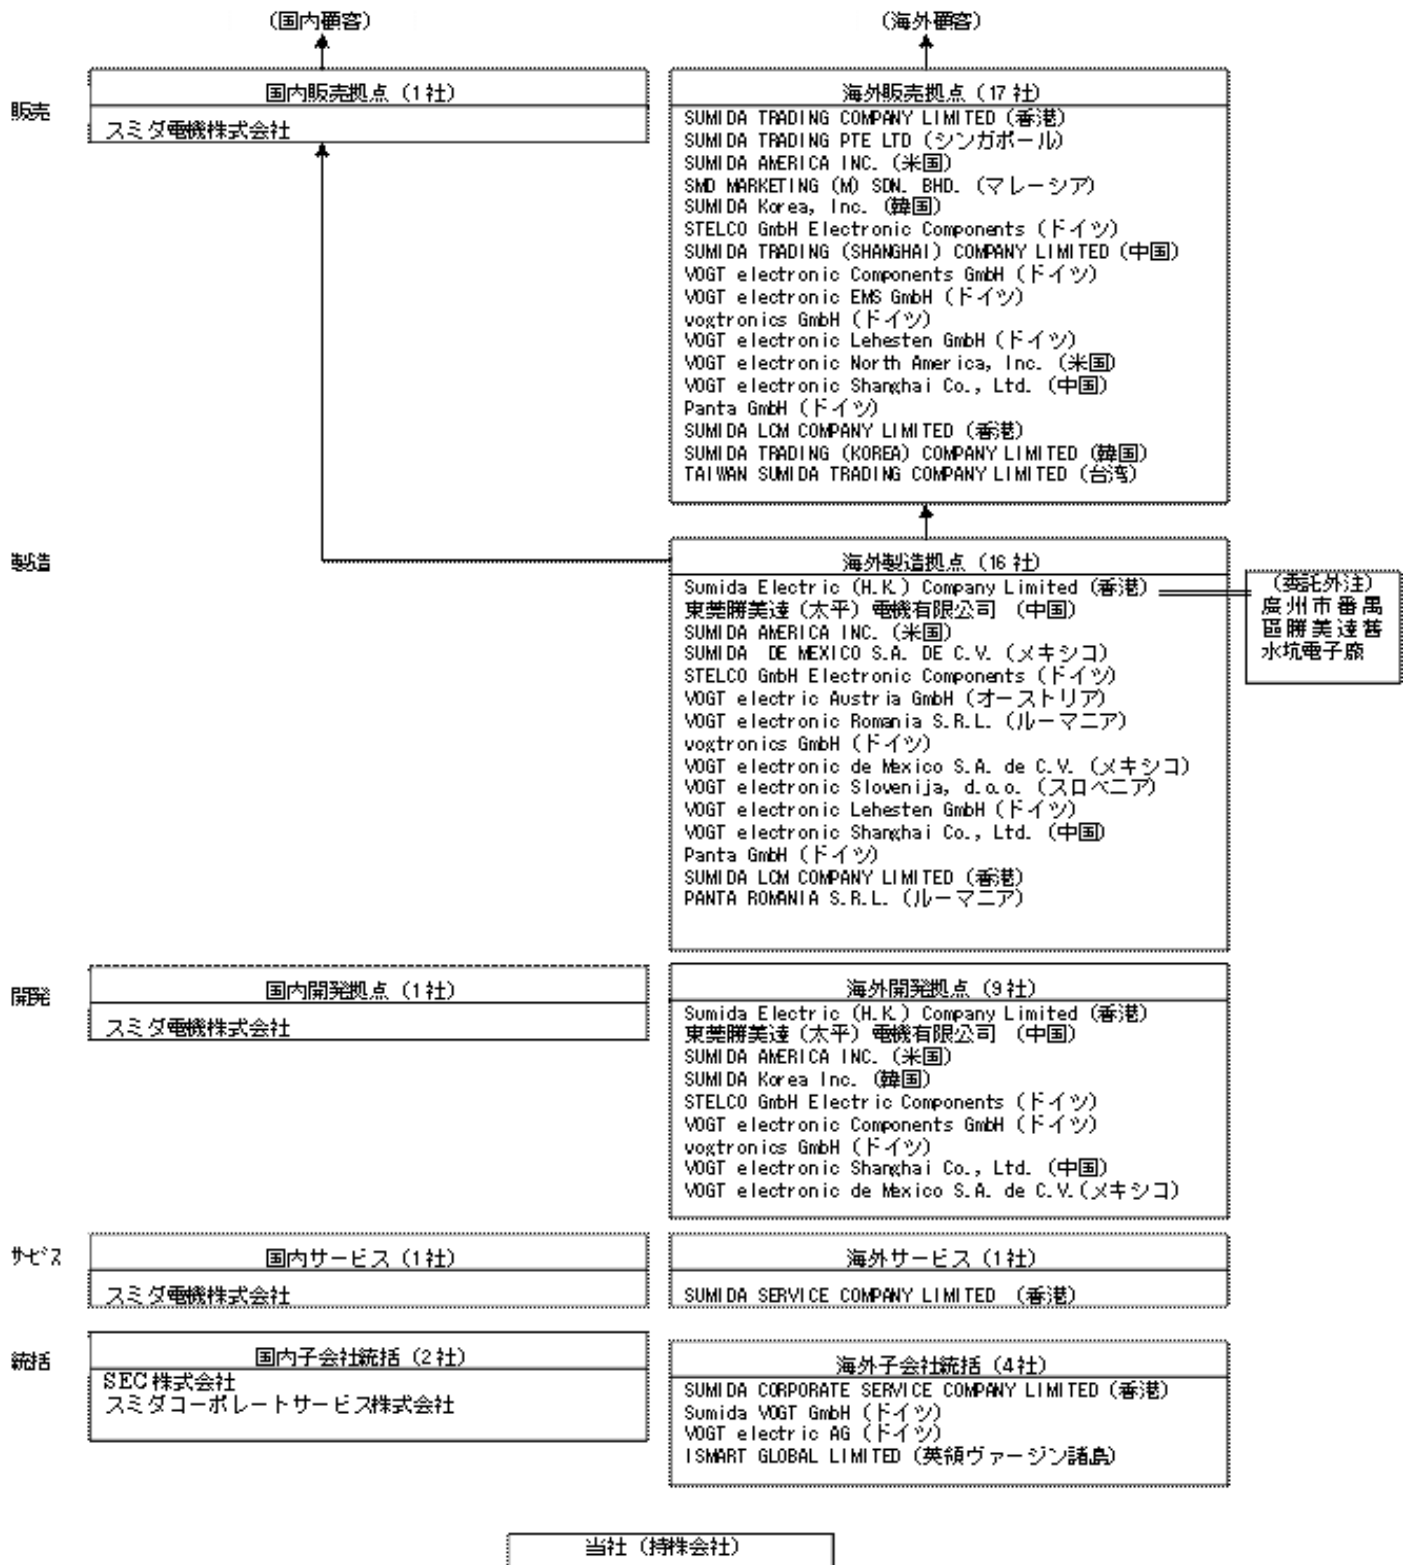 （国内顧客）
（海外顧客）
販売
国内販売拠点（1社）
スミダ電機株式会社
海外販売拠点（17社）
SUMIDA TRADING COMPANY LIMITED（香港）
SUMIDA TRADING PTE LTD（シンガポール）
SUMIDA AMERICA INC.（米国）
SMD MARKETING (M) SDN. BHD.（マレーシア）
SUMIDA Korea, Inc.（韓国）
STELCO GmbH Electronic Components（ドイツ）
SUMIDA TRADING (SHANGHAI) COMPANY LIMITED（中国）
VOGT electronic Components GmbH（ドイツ）
VOGT electronic EMS GmbH（ドイツ）
vogtronics GmbH（ドイツ）
VOGT electronic Lehesten GmbH（ドイツ）
VOGT electronic North America, Inc.（米国）
VOGT electronic Shanghai Co., Ltd.（中国）
Panta GmbH（ドイツ）
SUMIDA LCM COMPANY LIMITED（香港）
SUMIDA TRADING (KOREA) COMPANY LIMITED（韓国）
TAIWAN SUMIDA TRADING COMPANY LIMITED（台湾）
製造
海外製造拠点（16社）
Sumida Electric (H.K.) Company Limited（香港）
東莞勝美達（太平）電機有限公司 （中国）
SUMIDA AMERICA INC.（米国）
SUMIDA DE MEXICO S.A. DE C.V.（メキシコ）
STELCO GmbH Electronic Components（ドイツ）
VOGT electric Austria GmbH（オーストリア）
VOGT electronic Romania S.R.L.（ルーマニア）
vogtronics GmbH（ドイツ）
VOGT electronic de Mexico S.A. de C.V.（メキシコ）
VOGT electronic Slovenija, d.o.o.（スロベニア）
VOGT electronic Lehesten GmbH（ドイツ）
VOGT electronic Shanghai Co., Ltd.（中国）
Panta GmbH（ドイツ）
SUMIDA LCM COMPANY LIMITED（香港）
PANTA ROMANIA S.R.L.（ルーマニア）
（委託外注）
広州市番禺
區勝美達旧
水坑電子廠
開発
国内開発拠点（1社）
スミダ電機株式会社
海外開発拠点（9社）
Sumida Electric (H.K.) Company Limited（香港）
東莞勝美達（太平）電機有限公司 （中国）
SUMIDA AMERICA INC.（米国）
SUMIDA Korea Inc.（韓国）
STELCO GmbH Electric Components（ドイツ）
VOGT electronic Components GmbH（ドイツ）
vogtronics GmbH（ドイツ）
VOGT electronic Shanghai Co., Ltd.（中国）
VOGT electronic de Mexico S.A. de C.V.（メキシコ）
サービス
国内サービス（1社）
スミダ電機株式会社
海外サービス（1社）
SUMIDA SERVICE COMPANY LIMITED （香港）
統括
国内子会社統括（2社）
SEC株式会社
スミダコーポレートサービス株式会社
海外子会社統括（4社）
SUMIDA CORPORATE SERVICE COMPANY LIMITED（香港）
Sumida VOGT GmbH（ドイツ）
VOGT electric AG（ドイツ）
ISMART GLOBAL LIMITED（英領ヴァージン諸島）
当社（持株会社）